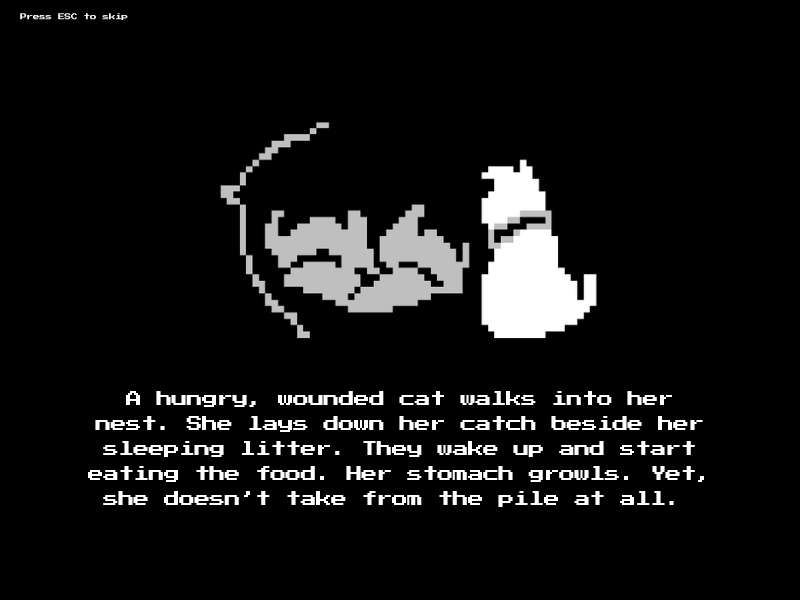 Press ESC to skip
A hungry, wounded cat walks into her
nest. She lays down her catch beside her
sleeping litter. They wake up and start
eating the food. Her stomach growls. Yet,
she doesn't take from the pile at all.